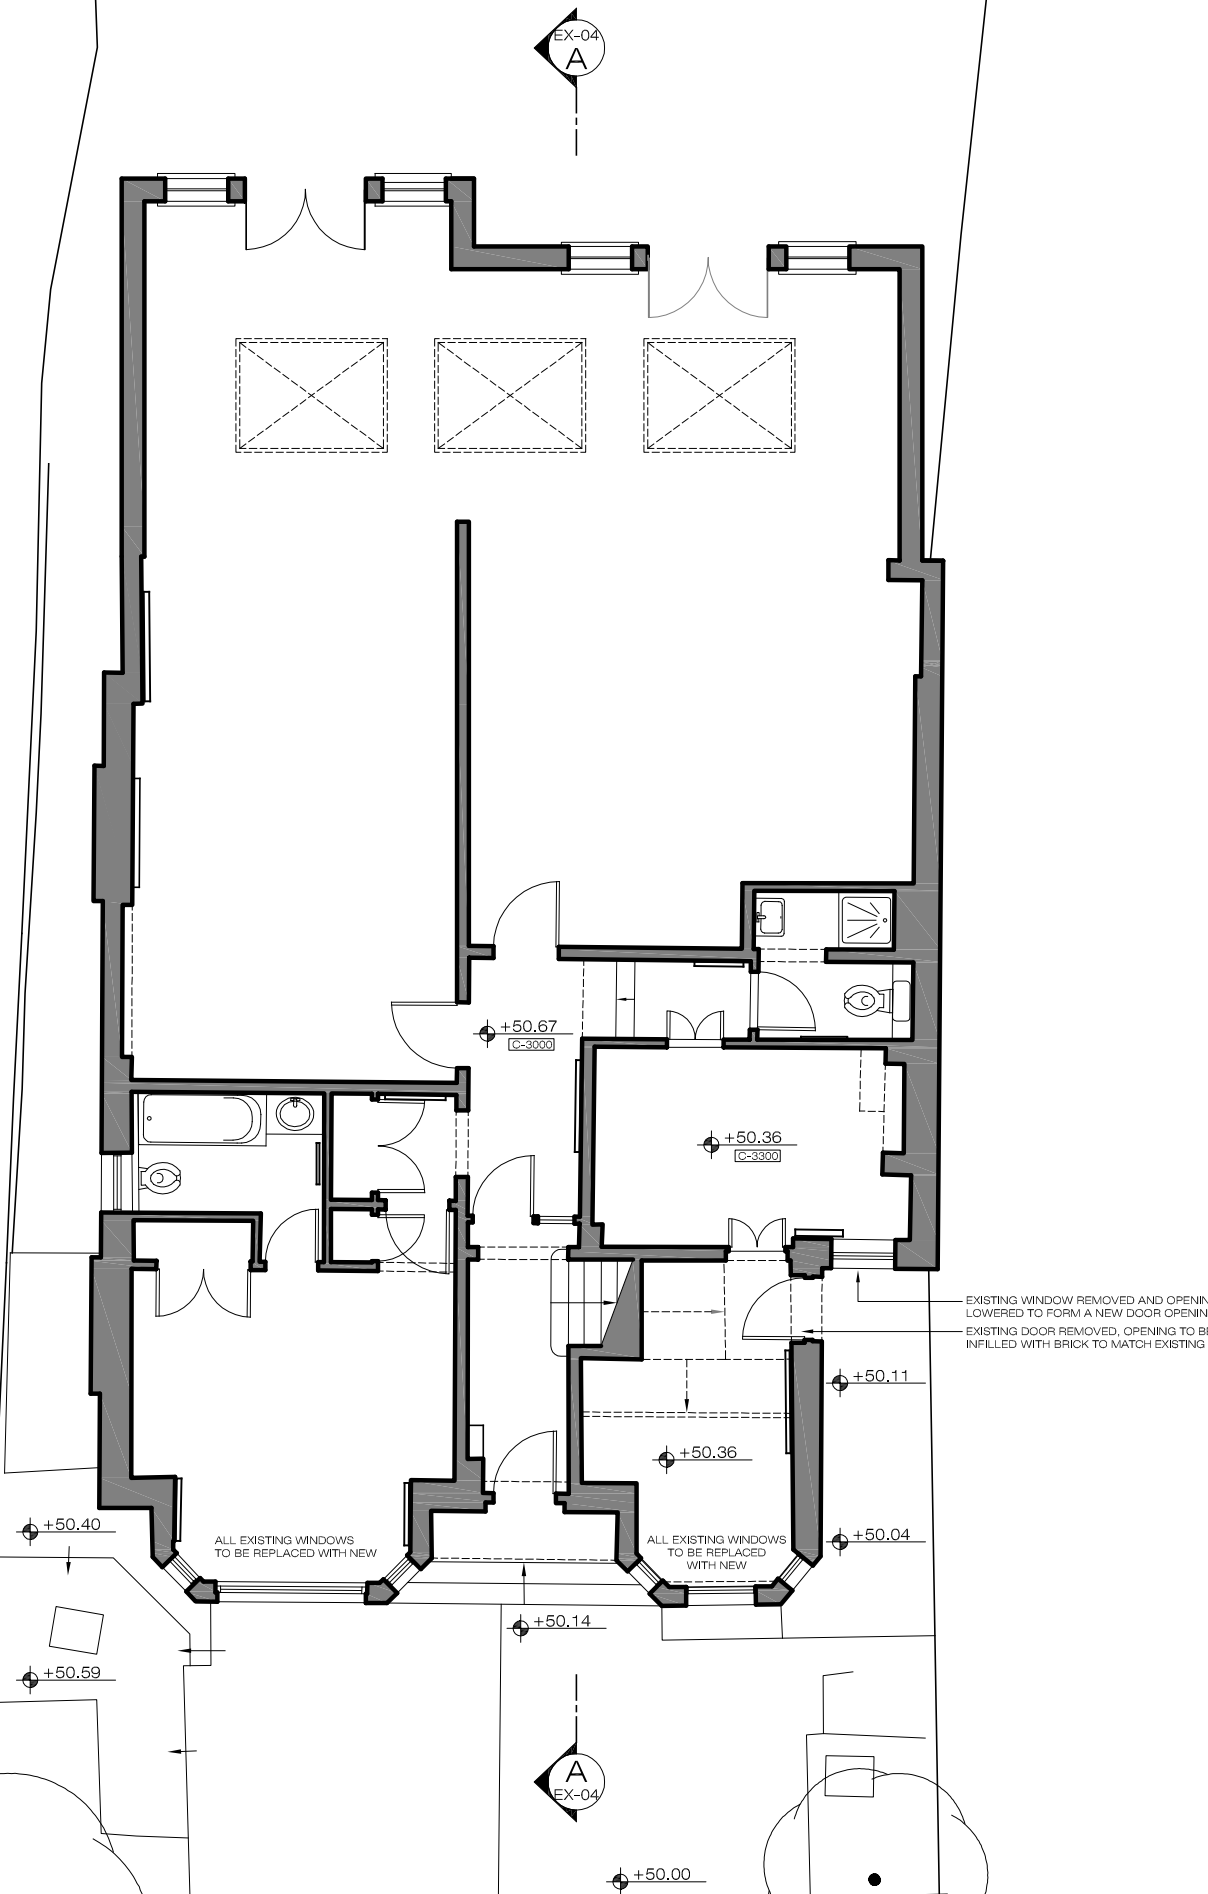 EX-04
A
+50.67
C-3000
+50.36
C-3300
EXISTING WINDOW REMOVED AND
LOWERED TO FORM A NEW DOOR
EXISTING DOOR REMOVED, OPENING TO
INFILLED WITH BRICK TO MATCH EXISTING
+50.11
+50.36
+50.40
ALL EXISTING WINDOWS
TO BE REPLACED WITH NEW
ALL EXISTING WINDOWS
TO BE REPLACED
WITH NEW
+50.04
+50.14
+50.59
A
EX-04
+50.00